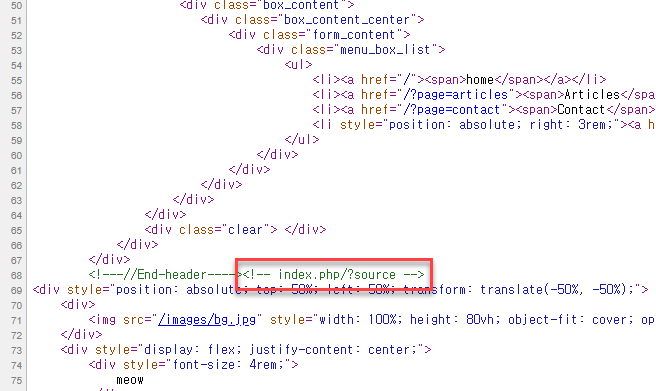 50 <div class="box_content">
51 <div class="box_content_center">
52 <div class="form_content">
53 <div class="menu_box_list">
54 <ul>
55 <li><a href="/"><span>home</span></a></li>
56 <li><a href="/?page=articles"><span>Articles</span>
57 <li><a href="/?page=contact"><span>Contact</span>
58 <li style="position: absolute; right: 3rem;"><a h
59 </ul>
60 </div>
61 </div>
62 </div>
63 </div>
64 </div>
65 <div class="clear"> </div>
66 </div>
67 </div>
68 <!---//End-header----><!-- index.php/?source -->
69 <div style="position: absolute; top: 50%; left: 50%; transform: translate(-50%, -50%);">
70 <div>
71 <img src="/images/bg.jpg" style="width: 100%; height: 80vh; object-fit: cover; op
72 </div>
73 <div style="display: flex; justify-content: center;">
74 <div style="font-size: 4rem;">
75 meow